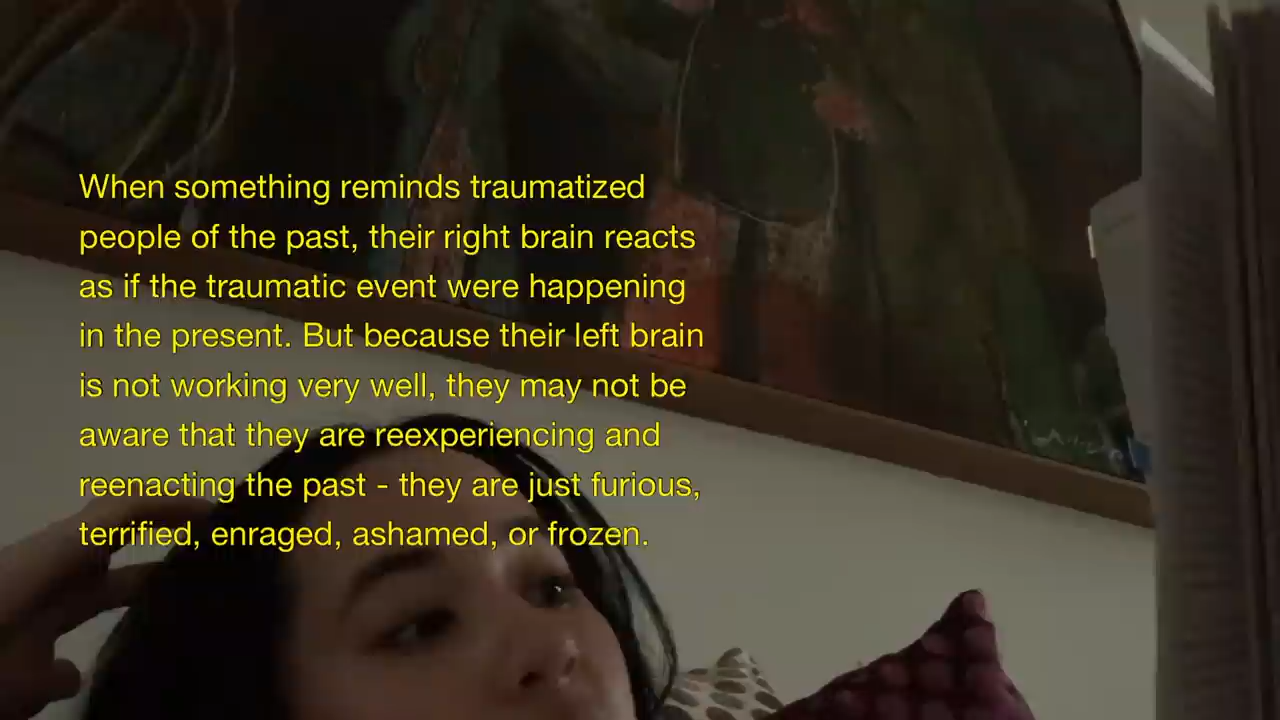 When something reminds traumatized
people of the past, their right brain reacts
as if the traumatic event were happening
in the present. But because their left brain
is not working very well, they may not be
aware that they are reexperiencing and
reenacting the past - they are just furious,
terrified, enraged, ashamed, or frozen.